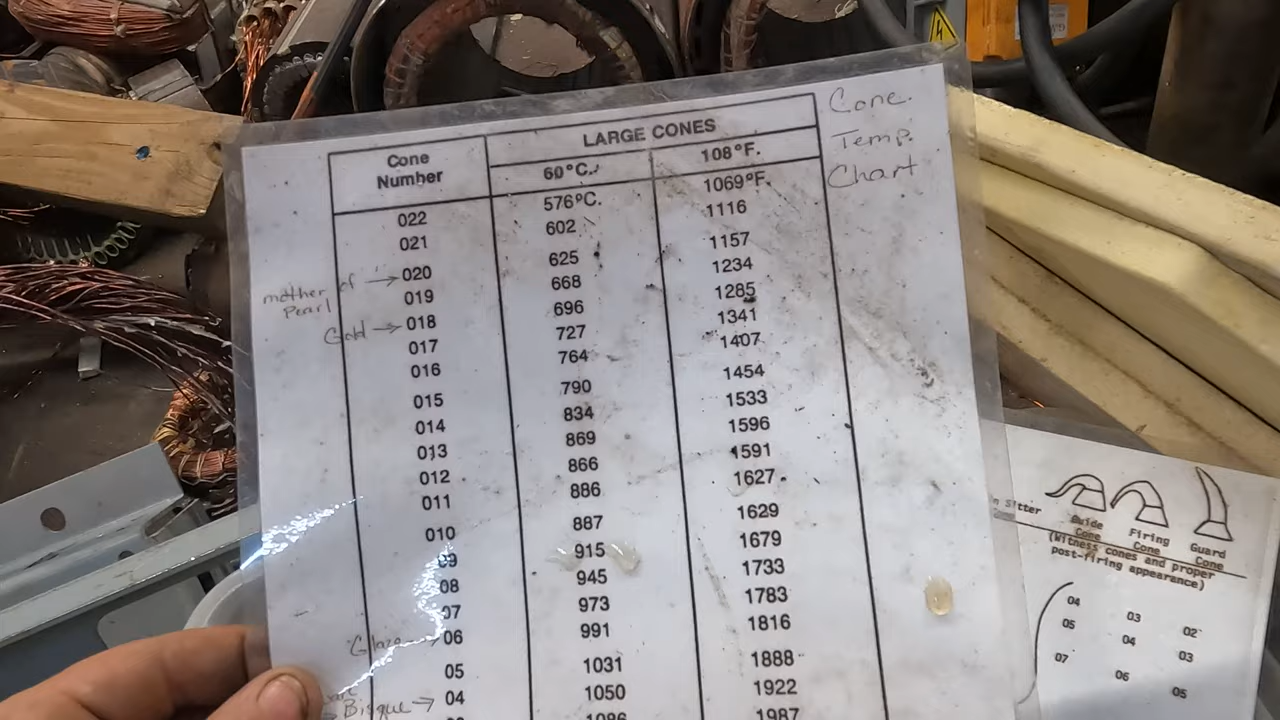 Cone.
Temp.
Chart
Cone Number LARGE CONES
60°C. 108°F.
022 576°C. 1069°F.
021 602 1116
mother of Pearl → 020 625 1157
019 668 1234
Gold → 018 696 1285
017 727 1341
016 764 1407
015 790 1454
014 834 1533
013 869 1596
012 866 1591
011 886 1627
010 887 1629
09 915 1679
08 945 1733
07 973 1783
Glaze → 06 991 1816
05 1031 1888
Bisque → 04 1050 1922
1086 1987
Sitter
Guide Cone Firing Cone Guard Cone
(Witness cones and proper
post-firing appearance)
04 03 02
05 04 03
07 06 05